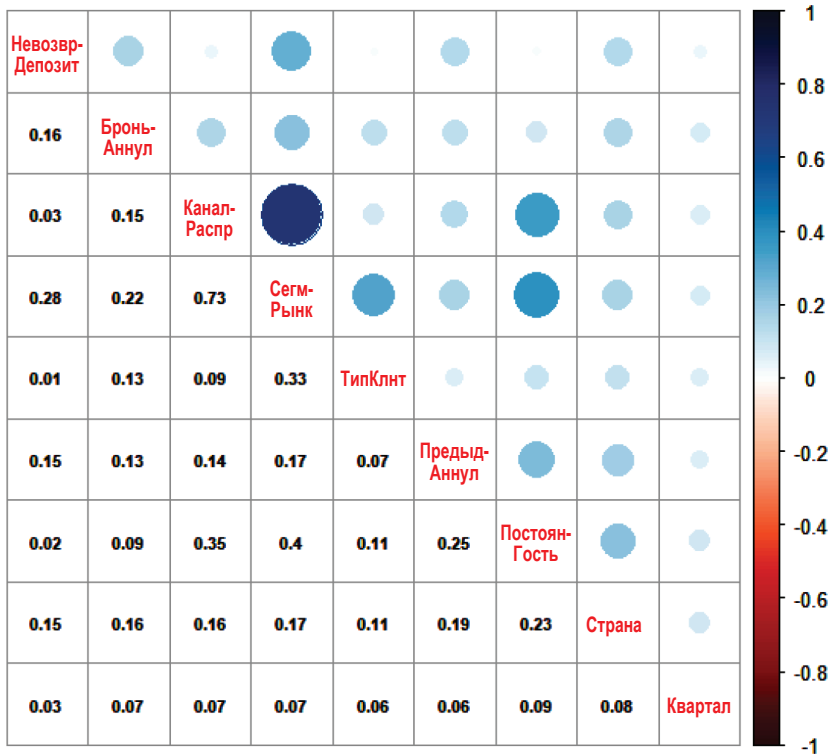 Невозвр-
Депозит
0.16 Бронь-
Аннул
0.03 0.15 Канал-
Распр
0.28 0.22 0.73 Сегм-
Рынк
0.01 0.13 0.09 0.33 ТипКлнт
0.15 0.13 0.14 0.17 0.07 Предыд-
Аннул
0.02 0.09 0.35 0.4 0.11 0.25 Постоян-
Гость
0.15 0.16 0.16 0.17 0.11 0.19 0.23 Страна
0.03 0.07 0.07 0.07 0.06 0.06 0.09 0.08 Квартал
1
0.8
0.6
0.4
0.2
0
-0.2
-0.4
-0.6
-0.8
-1